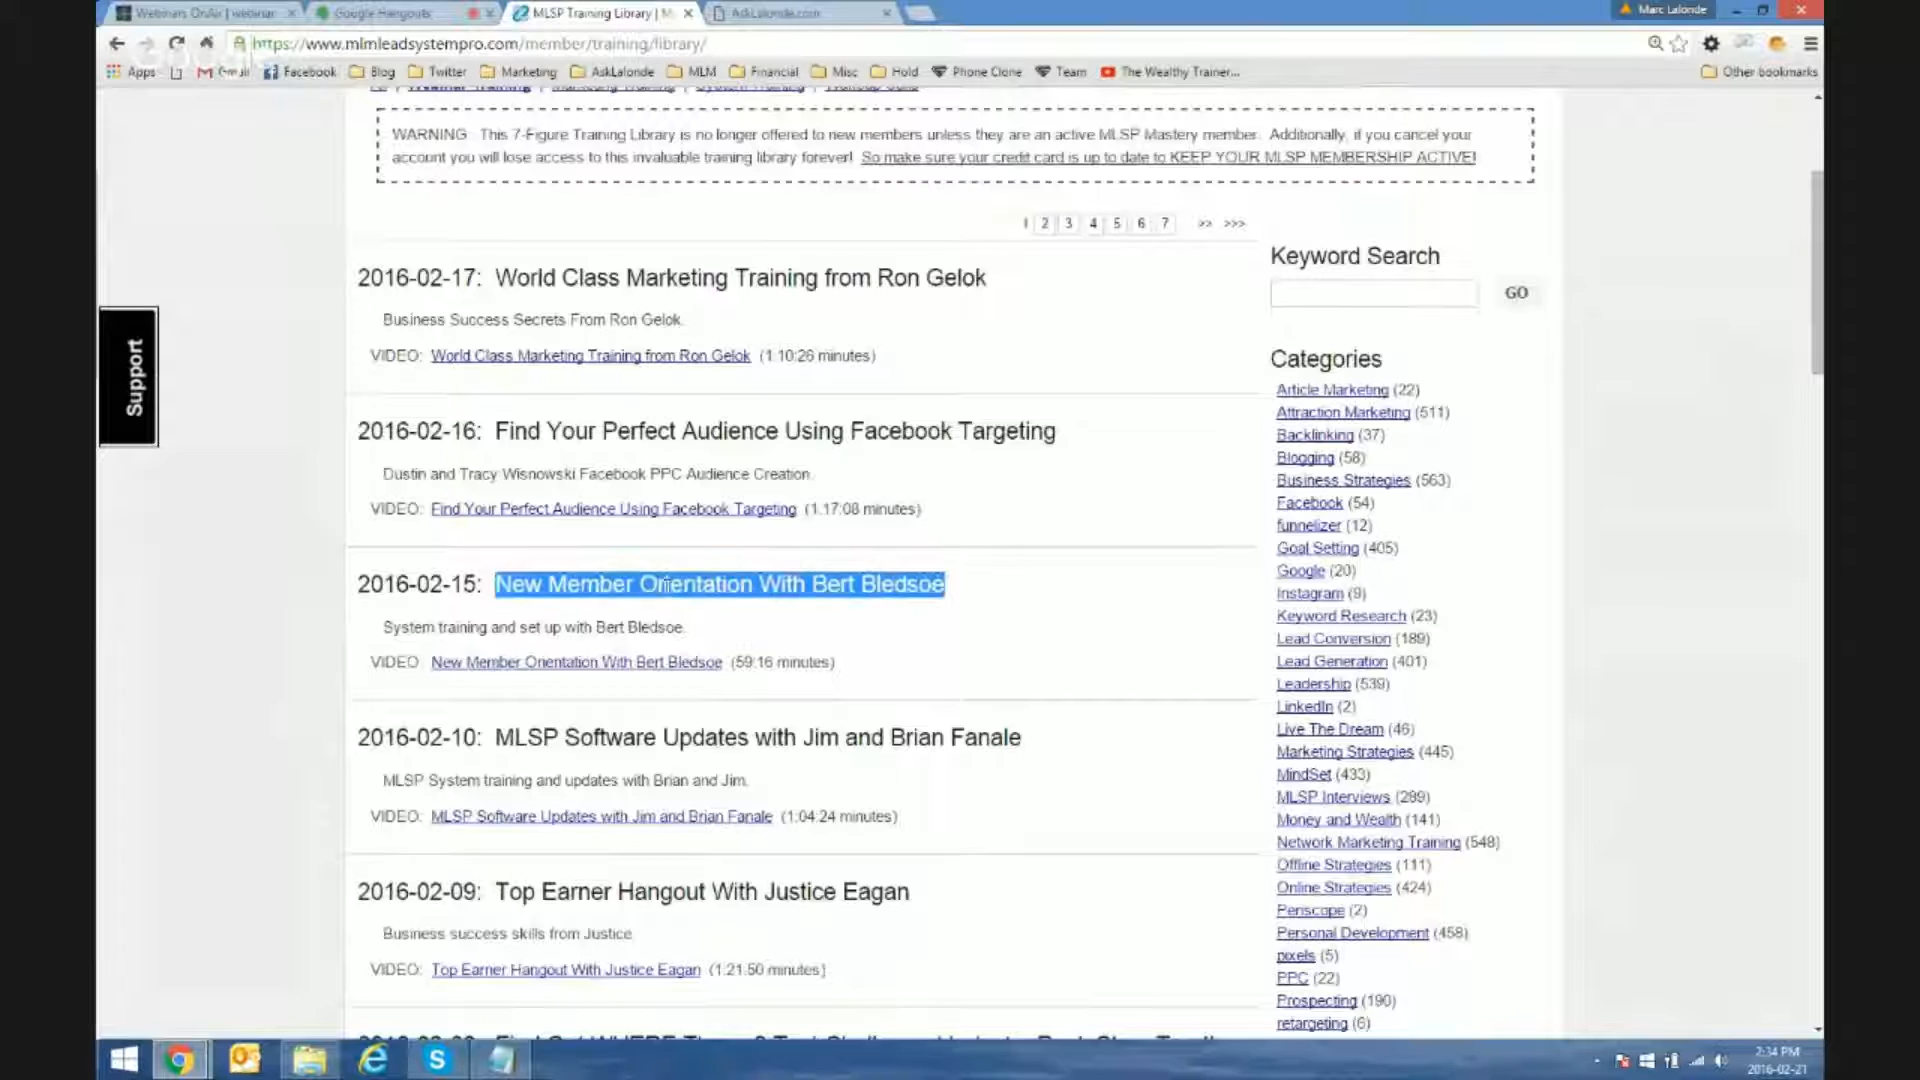 Webinars OnAir | webinar
Google Hangouts
MLSP Training Library | M
AskLalonde.com
Marc Lalonde
https://www.mlmleadsystempro.com/member/training/library/
Apps Gmail Facebook Blog Twitter Marketing AskLalonde MLM Financial Misc Hold Phone Clone Team The Wealthy Trainer... Other bookmarks
WARNING: This 7-Figure Training Library is no longer offered to new members unless they are an active MLSP Mastery member. Additionally, if you cancel your
account you will lose access to this invaluable training library forever! So make sure your credit card is up to date to KEEP YOUR MLSP MEMBERSHIP ACTIVE!
1 2 3 4 5 6 7 >> >>>
Support
2016-02-17: World Class Marketing Training from Ron Gelok
Business Success Secrets From Ron Gelok.
VIDEO: World Class Marketing Training from Ron Gelok (1:10:26 minutes)
2016-02-16: Find Your Perfect Audience Using Facebook Targeting
Dustin and Tracy Wisnowski Facebook PPC Audience Creation.
VIDEO: Find Your Perfect Audience Using Facebook Targeting (1:17:08 minutes)
2016-02-15: New Member Orientation With Bert Bledsoe
System training and set up with Bert Bledsoe.
VIDEO: New Member Orientation With Bert Bledsoe (59:16 minutes)
2016-02-10: MLSP Software Updates with Jim and Brian Fanale
MLSP System training and updates with Brian and Jim.
VIDEO: MLSP Software Updates with Jim and Brian Fanale (1:04:24 minutes)
2016-02-09: Top Earner Hangout With Justice Eagan
Business success skills from Justice
VIDEO: Top Earner Hangout With Justice Eagan (1:21:50 minutes)
Keyword Search
GO
Categories
Article Marketing (22)
Attraction Marketing (511)
Backlinking (37)
Blogging (58)
Business Strategies (563)
Facebook (54)
funnelizer (12)
Goal Setting (405)
Google (20)
Instagram (9)
Keyword Research (23)
Lead Conversion (189)
Lead Generation (401)
Leadership (539)
LinkedIn (2)
Live The Dream (46)
Marketing Strategies (445)
MindSet (433)
MLSP Interviews (289)
Money and Wealth (141)
Network Marketing Training (548)
Offline Strategies (111)
Online Strategies (424)
Periscope (2)
Personal Development (458)
pixels (5)
PPC (22)
Prospecting (190)
retargeting (6)
2:34 PM
2016-02-21